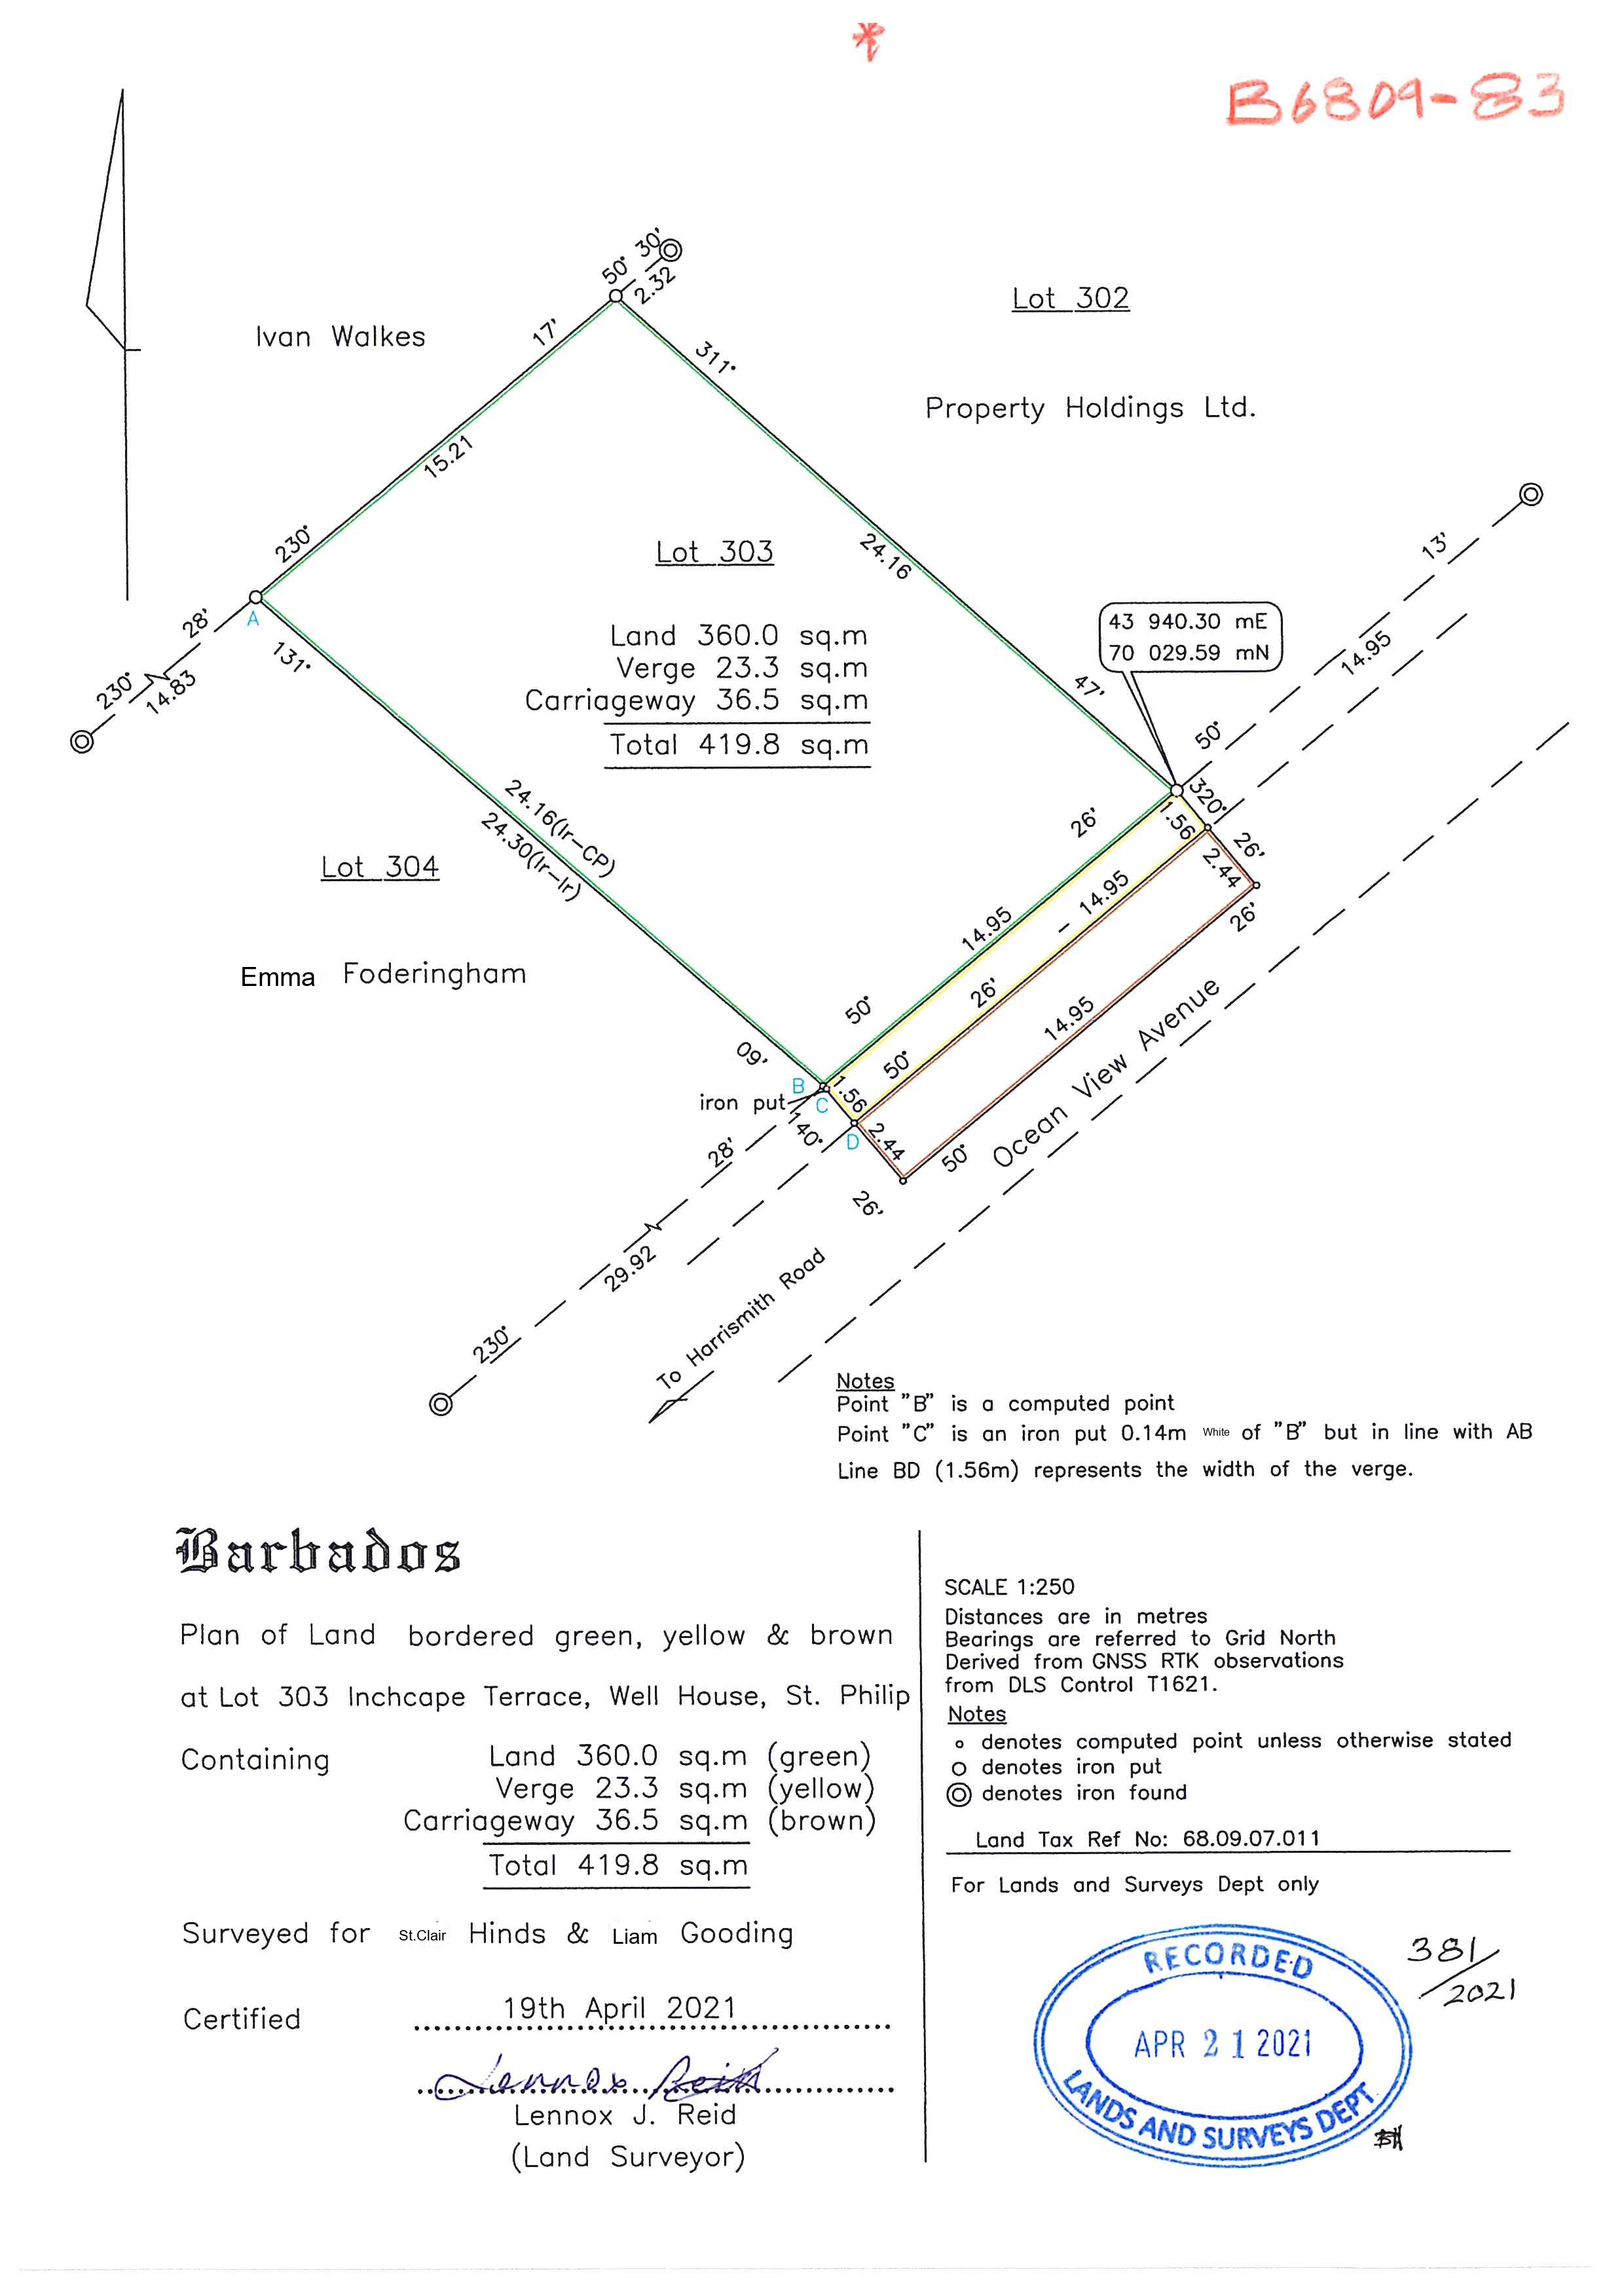 *
B6809-83
50° 30'
2.32
Lot 302
Ivan Walkes
17'
311°
Property Holdings Ltd.
15.21
24.16
13'
230°
Lot 303
A
28'
131°
43 940.30 mE
70 029.59 mN
14.95
Land 360.0 sq.m
Verge 23.3 sq.m
Carriageway 36.5 sq.m
Total 419.8 sq.m
230°
14.83
47'
50°
320°
24.16(Ir-CP)
24.30(Ir-Ir)
26'
1.56
26'
2.44
Lot 304
14.95
- 14.95
26'
Emma Foderingham
50°
26'
14.95
Ocean View Avenue
09'
50°
B
1.56
iron put
C
140°
D
2.44
28'
50°
26'
29.92
To Harrismith Road
230°
Notes
Point "B" is a computed point
Point "C" is an iron put 0.14m White of "B" but in line with AB
Line BD (1.56m) represents the width of the verge.
Barbados
Plan of Land bordered green, yellow & brown
at Lot 303 Inchcape Terrace, Well House, St. Philip
Containing
Land 360.0 sq.m (green)
Verge 23.3 sq.m (yellow)
Carriageway 36.5 sq.m (brown)
Total 419.8 sq.m
Surveyed for St.Clair Hinds & Liam Gooding
Certified 19th April 2021
Lennox Reid
Lennox J. Reid
(Land Surveyor)
SCALE 1:250
Distances are in metres
Bearings are referred to Grid North
Derived from GNSS RTK observations
from DLS Control T1621.
Notes
denotes computed point unless otherwise stated
denotes iron put
denotes iron found
Land Tax Ref No: 68.09.07.011
For Lands and Surveys Dept only
RECORDED
APR 21 2021
LANDS AND SURVEYS DEPT
381/2021